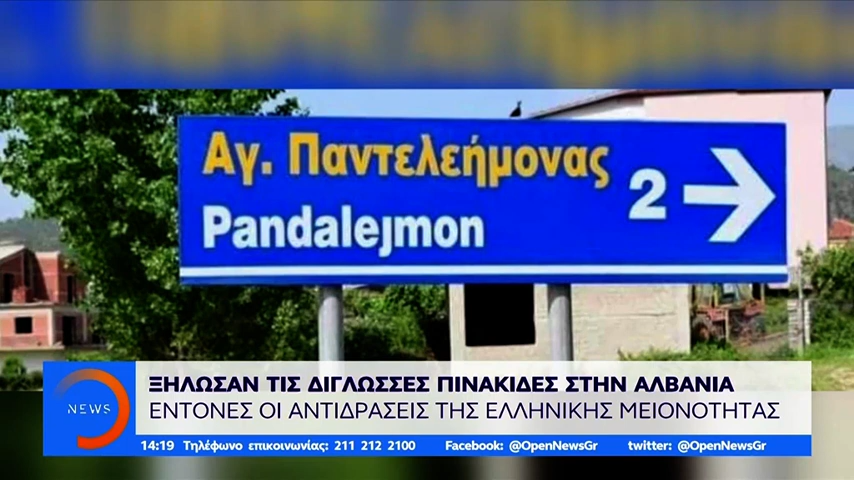 Αγ. Παντελεήμονας
Pandalejmon
2
NEWS
ΞΗΛΩΣΑΝ ΤΙΣ ΔΙΓΛΩΣΣΕΣ ΠΙΝΑΚΙΔΕΣ ΣΤΗΝ ΑΛΒΑΝΙΑ
ΕΝΤΟΝΕΣ ΟΙ ΑΝΤΙΔΡΑΣΕΙΣ ΤΗΣ ΕΛΛΗΝΙΚΗΣ ΜΕΙΟΝΟΤΗΤΑΣ
14:19 Τηλέφωνο επικοινωνίας: 211 212 2100 Facebook: @OpenNewsGr twitter: @OpenNewsGr